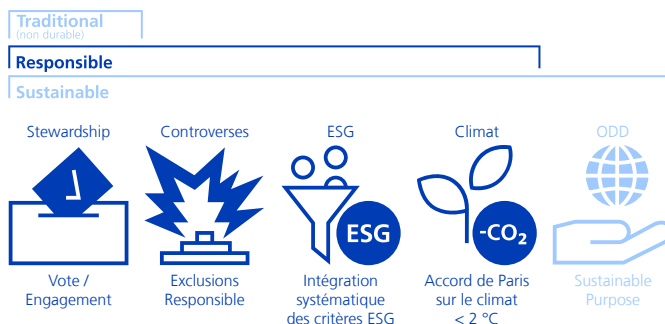 Traditional
(non durable)
Responsible
Sustainable
Stewardship
Controverses
ESG
Climat
ODD
ESG
-CO₂
Vote /
Engagement
Exclusions
Responsible
Intégration
systématique
des critères ESG
Accord de Paris
sur le climat
< 2 °C
Sustainable
Purpose